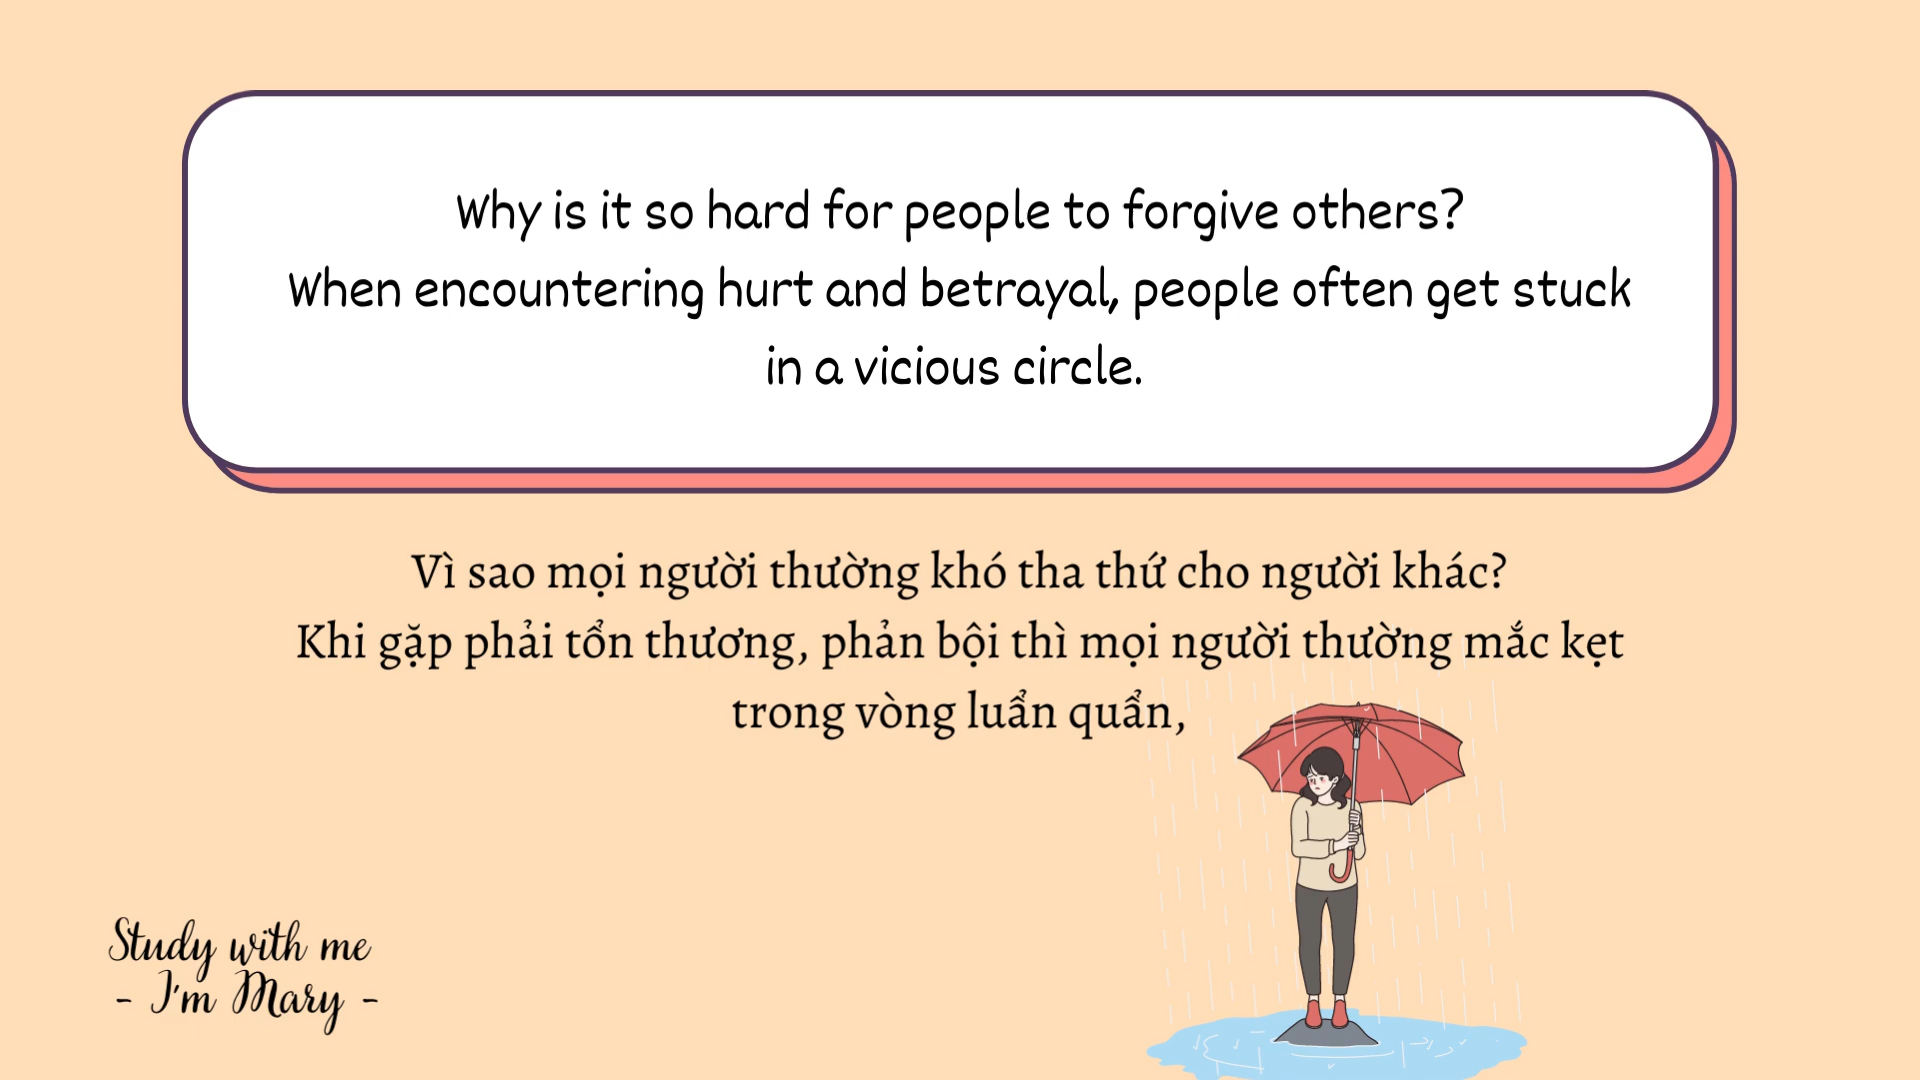 Why is it so hard for people to forgive others?
When encountering hurt and betrayal, people often get stuck
in a vicious circle.
Vì sao mọi người thường khó tha thứ cho người khác?
Khi gặp phải tổn thương, phản bội thì mọi người thường mắc kẹt
trong vòng luẩn quẩn,
Study with me
- I'm Mary -